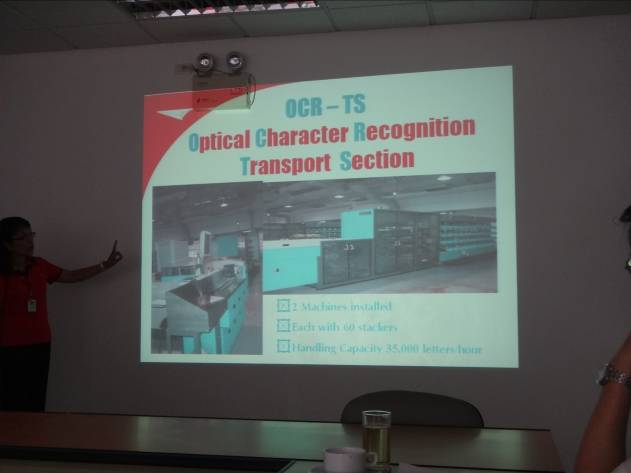 OCR – TS
Optical Character Recognition
Transport Section
2 Machines installed
Each with 60 stackers
Handling Capacity 35,000 letters/hour